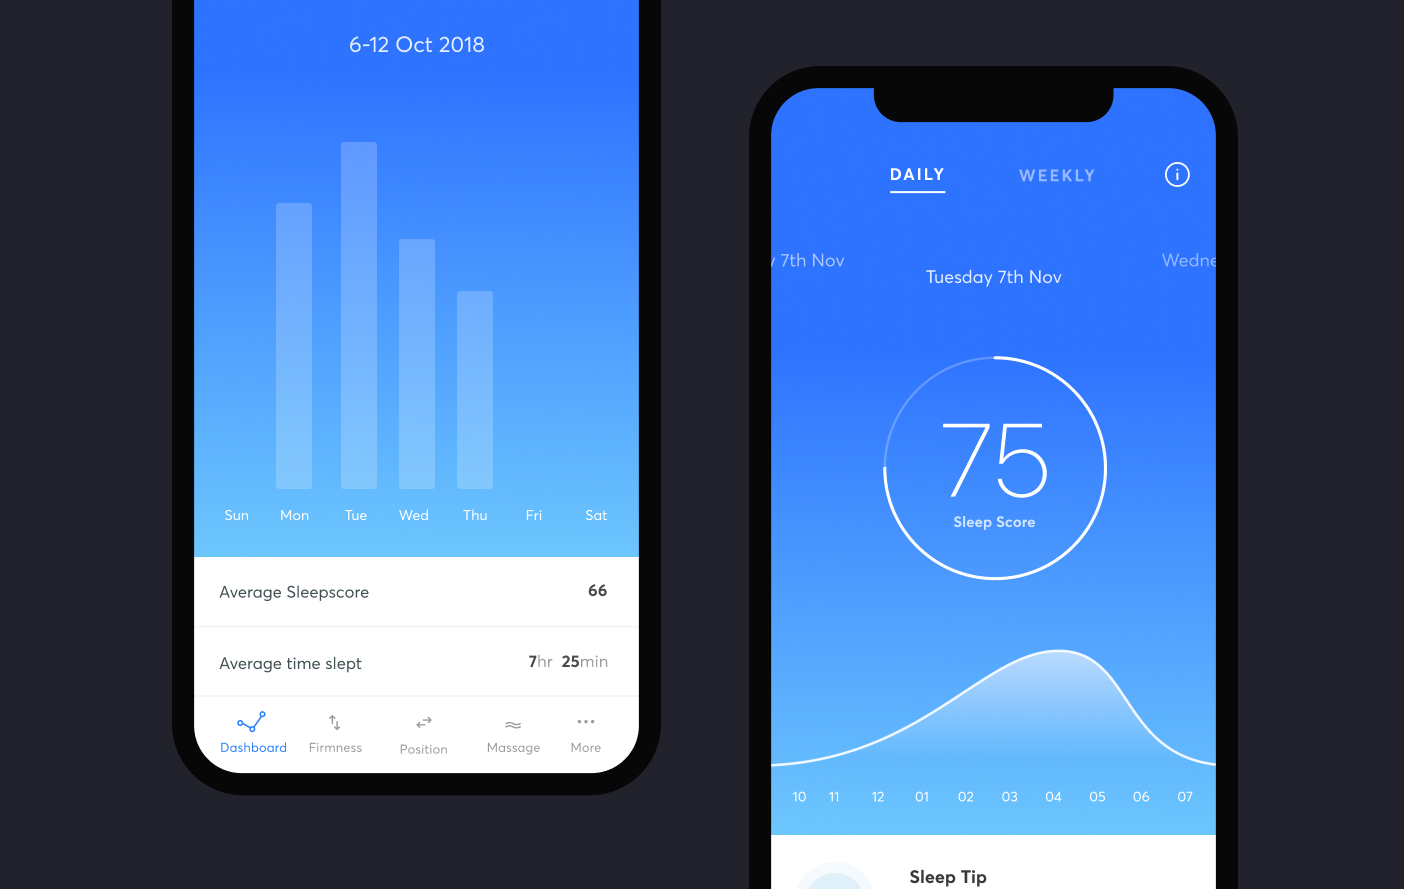 6-12 Oct 2018
Sun Mon Tue Wed Thu Fri Sat
Average Sleepscore 66
Average time slept 7hr 25min
Dashboard Firmness Position Massage More
DAILY WEEKLY i
y 7th Nov Wedne
Tuesday 7th Nov
75
Sleep Score
10 11 12 01 02 03 04 05 06 07
Sleep Tip